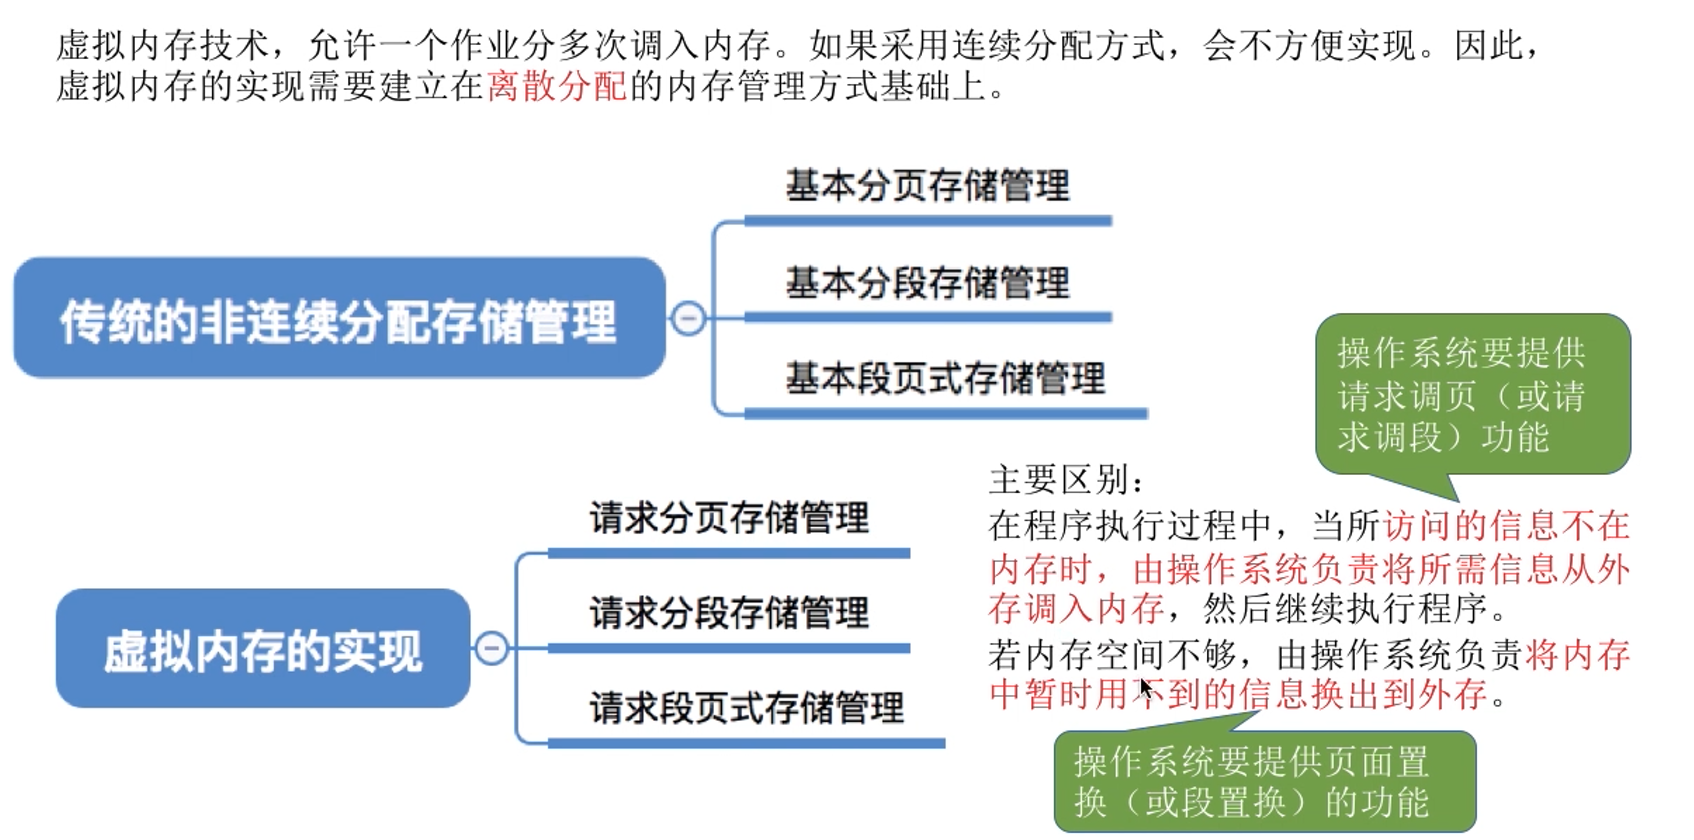 虚拟内存技术，允许一个作业分多次调入内存。如果采用连续分配方式，会不方便实现。因此，
虚拟内存的实现需要建立在离散分配的内存管理方式基础上。
传统的非连续分配存储管理
基本分页存储管理
基本分段存储管理
基本段页式存储管理
虚拟内存的实现
请求分页存储管理
请求分段存储管理
请求段页式存储管理
操作系统要提供
请求调页（或请
求调段）功能
主要区别：
在程序执行过程中，当所访问的信息不在
内存时，由操作系统负责将所需信息从外
存调入内存，然后继续执行程序。
若内存空间不够，由操作系统负责将内存
中暂时用不到的信息换出到外存。
操作系统要提供页面置
换（或段置换）的功能